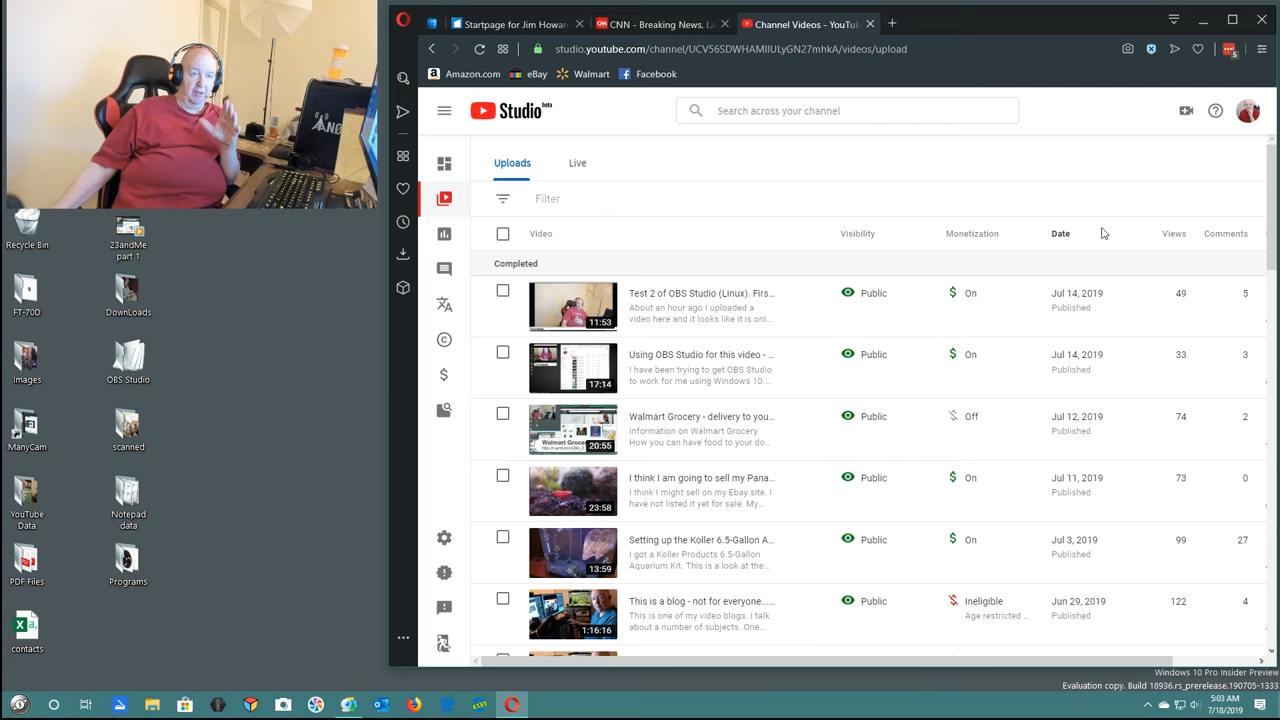 Startpage for Jim Howard
CNN - Breaking News, La
Channel Videos - YouTu
studio.youtube.com/channel/UCV56SDWHAMIIULyGN27mhkA/videos/upload
Amazon.com
eBay
Walmart
Facebook
5
Studio beta
Search across your channel
Uploads
Live
Filter
Video Visibility Monetization Date Views Comments
Completed
11:53
Test 2 of OBS Studio (Linux). Firs... Public On Jul 14, 2019 49 5
About an hour ago I uploaded a Published
video here and it looks like it is onl...
17:14
Using OBS Studio for this video - ... Public On Jul 14, 2019 33 3
I have been trying to get OBS Studio Published
to work for me using Windows 10....
Walmart Grocery
20:55
Walmart Grocery - delivery to you... Public Off Jul 12, 2019 74 2
Information on Walmart Grocery. Published
How you can have food to your do...
23:58
I think I am going to sell my Pana... Public On Jul 11, 2019 73 0
I think I might sell on my Ebay site. I Published
have not listed it yet for sale. My...
13:59
Setting up the Koller 6.5-Gallon A... Public On Jul 3, 2019 99 27
I got a Koller Products 6.5-Gallon Published
Aquarium Kit. This is a look at the...
1:16:16
This is a blog - not for everyone..... Public Ineligible Jun 29, 2019 122 4
This is one of my video blogs. I talk Age restricted ... Published
about a number of subjects. One...
Recycle Bin
23andMe
part 1
FT-70D
DownLoads
Images
OBS Studio
ManyCam
scanned
YouTube
Data
Notepad
data
PDF Files
Programs
contacts
Windows 10 Pro Insider Preview
Evaluation copy. Build 18936.rs_prerelease.190705-1333
5:03 AM
7/18/2019